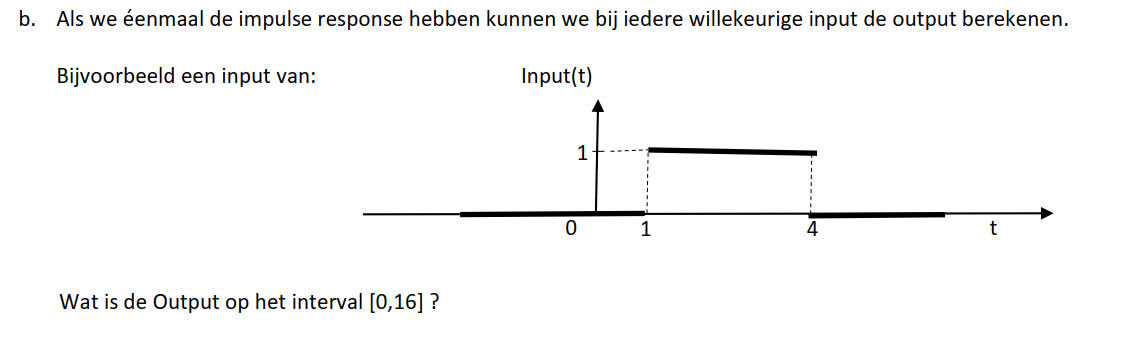 b. Als we éenmaal de impulse response hebben kunnen we bij iedere willekeurige input de output berekenen.
Bijvoorbeeld een input van: Input(t)
1
0 1 4 t
Wat is de Output op het interval [0,16] ?